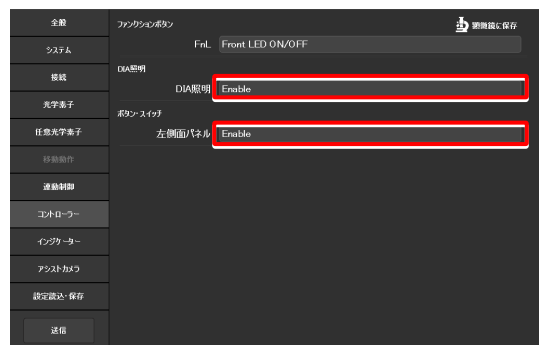 全般
システム
接続
光学素子
任意光学素子
移動動作
連動制御
コントローラー
インジケーター
アシストカメラ
設定読込・保存
送信
ファンクションボタン
顕微鏡に保存
FnL Front LED ON/OFF
DIA照明
DIA照明 Enable
ボタン・スイッチ
左側面パネル Enable